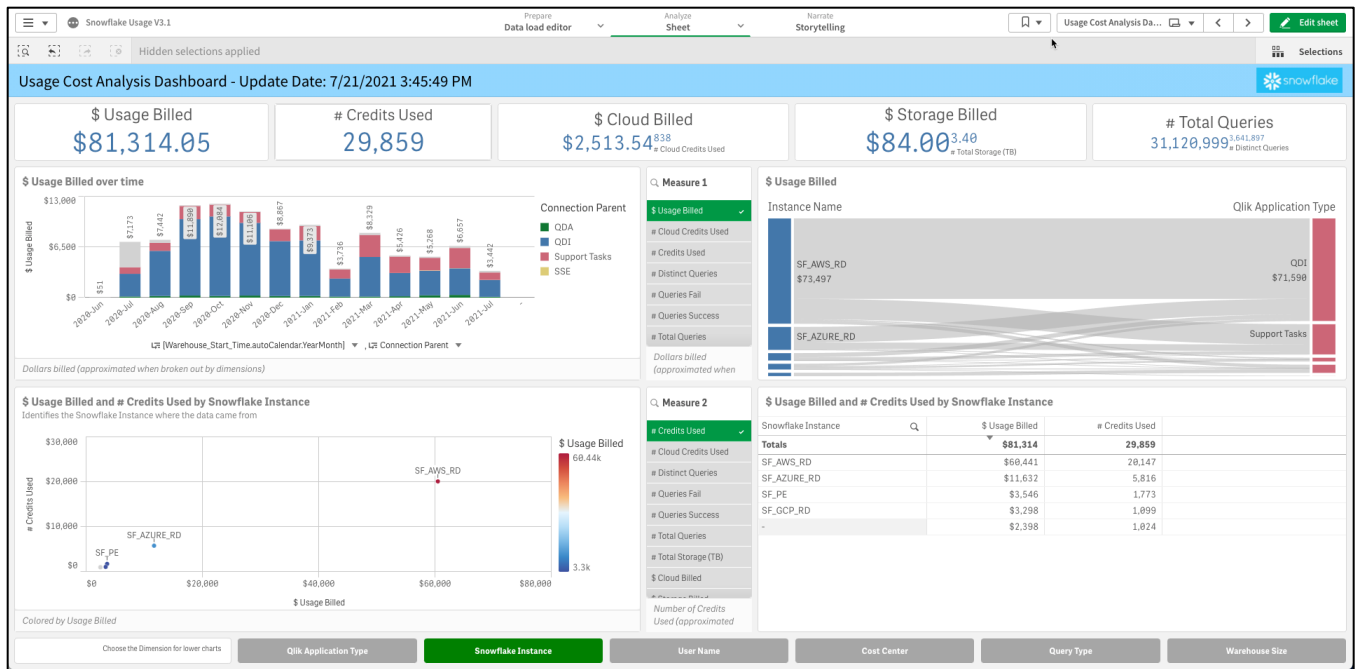 Snowflake Usage V3.1
Prepare
Data load editor
Analyze
Sheet
Narrate
Storytelling
Usage Cost Analysis Da...
Edit sheet
Hidden selections applied
Selections
Usage Cost Analysis Dashboard - Update Date: 7/21/2021 3:45:49 PM
snowflake
$ Usage Billed
$81,314.05
# Credits Used
29,859
$ Cloud Billed
$2,513.54 838
# Cloud Credits Used
$ Storage Billed
$84.00 3.40
# Total Storage (TB)
# Total Queries
31,120,999 3,641,897
# Distinct Queries
$ Usage Billed over time
$13,000
$6,500
$0
$ Usage Billed
$51
$7,173
$7,442
$11,890
$12,084
$11,106
$8,867
$9,373
$3,736
$8,329
$5,426
$5,268
$6,657
$3,442
2020-Jun
2020-Jul
2020-Aug
2020-Sep
2020-Oct
2020-Nov
2020-Dec
2021-Jan
2021-Feb
2021-Mar
2021-Apr
2021-May
2021-Jun
2021-Jul
-
Connection Parent
QDA
QDI
Support Tasks
SSE
[Warehouse_Start_Time.autoCalendar.YearMonth]
, Connection Parent
Dollars billed (approximated when broken out by dimensions)
Measure 1
$ Usage Billed
# Cloud Credits Used
# Credits Used
# Distinct Queries
# Queries Fail
# Queries Success
# Total Queries
Dollars billed
(approximated when
$ Usage Billed
Instance Name
Qlik Application Type
SF_AWS_RD
$73,497
SF_AZURE_RD
QDI
$71,590
Support Tasks
$ Usage Billed and # Credits Used by Snowflake Instance
Identifies the Snowflake Instance where the data came from
$30,000
$20,000
$10,000
$0
# Credits Used
SF_AWS_RD
SF_AZURE_RD
SF_PE
$0
$20,000
$40,000
$60,000
$80,000
$ Usage Billed
$ Usage Billed
60.44k
3.3k
Colored by Usage Billed
Measure 2
# Credits Used
# Cloud Credits Used
# Distinct Queries
# Queries Fail
# Queries Success
# Total Queries
# Total Storage (TB)
$ Cloud Billed
Number of Credits
Used (approximated
$ Usage Billed and # Credits Used by Snowflake Instance
Snowflake Instance $ Usage Billed # Credits Used
Totals $81,314 29,859
SF_AWS_RD $60,441 20,147
SF_AZURE_RD $11,632 5,816
SF_PE $3,546 1,773
SF_GCP_RD $3,298 1,099
- $2,398 1,024
Choose the Dimension for lower charts
Qlik Application Type
Snowflake Instance
User Name
Cost Center
Query Type
Warehouse Size